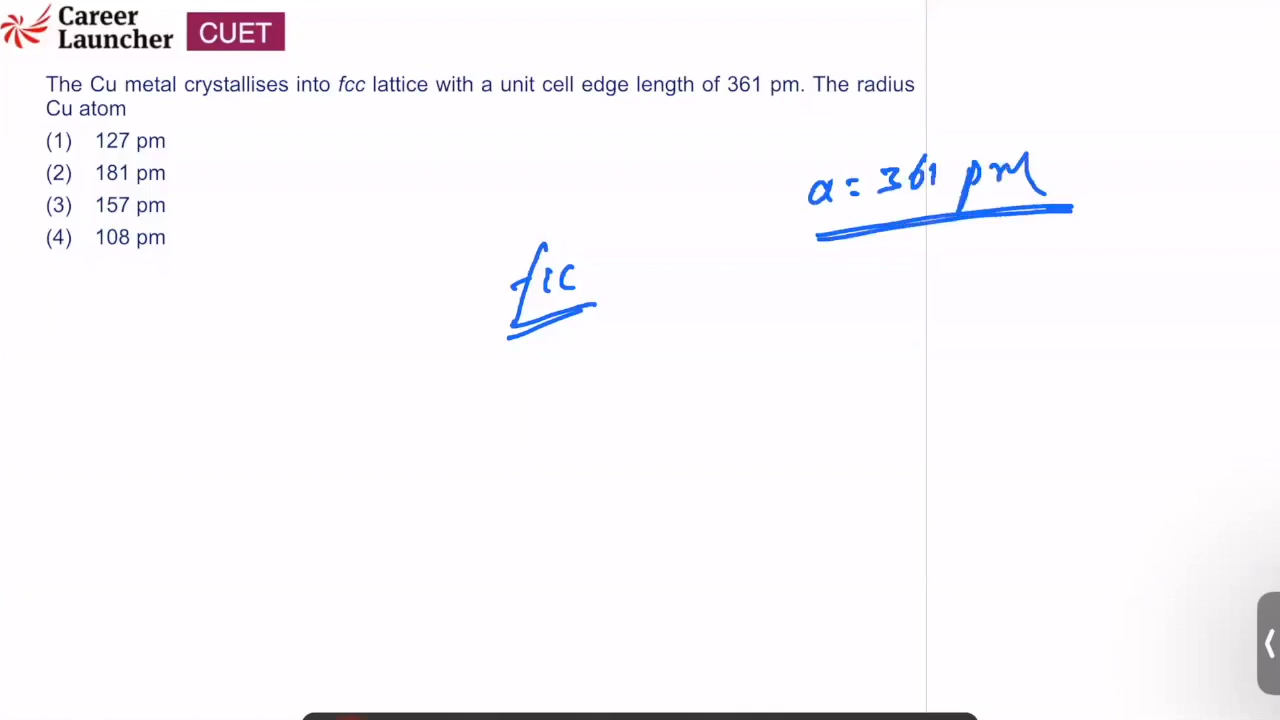 Career
Launcher
CUET
The Cu metal crystallises into fcc lattice with a unit cell edge length of 361 pm. The radius
Cu atom
(1) 127 pm
(2) 181 pm
(3) 157 pm
(4) 108 pm
a = 361 pm
fcc